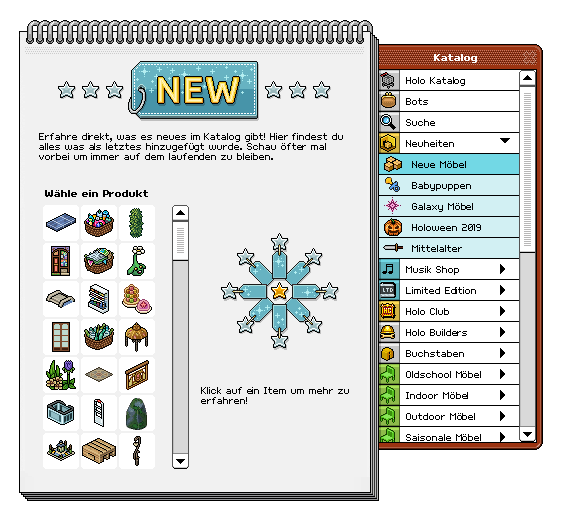 NEW
Erfahre direkt, was es neues im Katalog gibt! Hier findest du
alles was als letztes hinzugefügt wurde. Schau öfter mal
vorbei um immer auf dem laufenden zu bleiben.
Wähle ein Produkt
Klick auf ein Item um mehr zu
erfahren!
Katalog
Holo Katalog
Bots
Suche
Neuheiten
Neue Möbel
Babypuppen
Galaxy Möbel
Holoween 2019
Mittelalter
Musik Shop
LTD
Limited Edition
Holo Club
Holo Builders
Buchstaben
Oldschool Möbel
Indoor Möbel
Outdoor Möbel
Saisonale Möbel